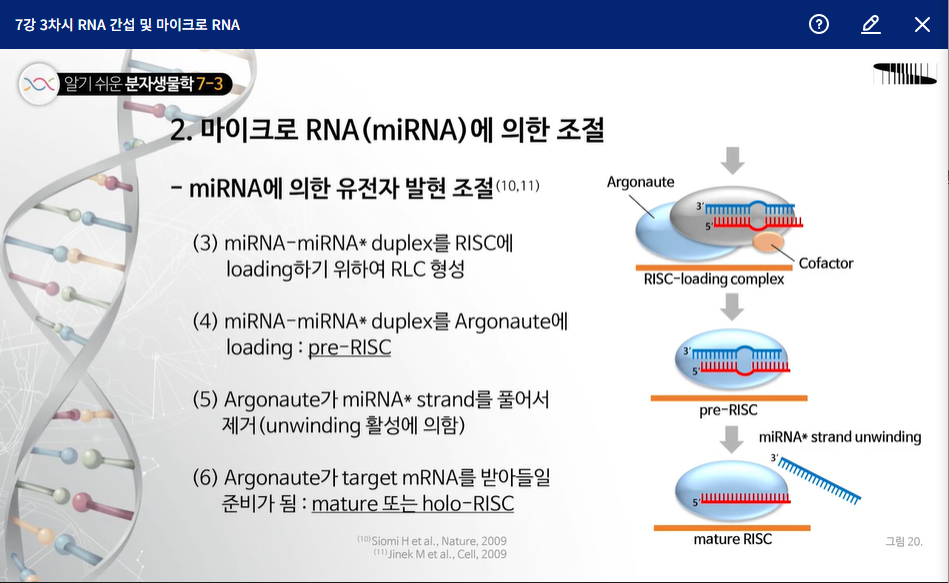 7강 3차시 RNA 간섭 및 마이크로 RNA
알기 쉬운 분자생물학 7-3
2. 마이크로 RNA(miRNA)에 의한 조절
- miRNA에 의한 유전자 발현 조절(10,11)
(3) miRNA-miRNA* duplex를 RISC에
loading하기 위하여 RLC 형성
(4) miRNA-miRNA* duplex를 Argonaute에
loading : pre-RISC
(5) Argonaute가 miRNA* strand를 풀어서
제거(unwinding 활성에 의함)
(6) Argonaute가 target mRNA를 받아들일
준비가 됨 : mature 또는 holo-RISC
(10)Siomi H et al., Nature, 2009
(11)Jinek M et al., Cell, 2009
Argonaute
3'
5'
Cofactor
RISC-loading complex
3'
5'
pre-RISC
miRNA* strand unwinding
3'
5'
mature RISC
그림 20.